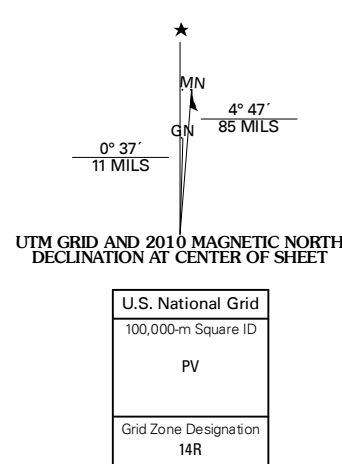 ★
MN
4° 47´
85 MILS
GN
0° 37´
11 MILS
UTM GRID AND 2010 MAGNETIC NORTH
DECLINATION AT CENTER OF SHEET
U.S. National Grid
100,000-m Square ID
PV
Grid Zone Designation
14R